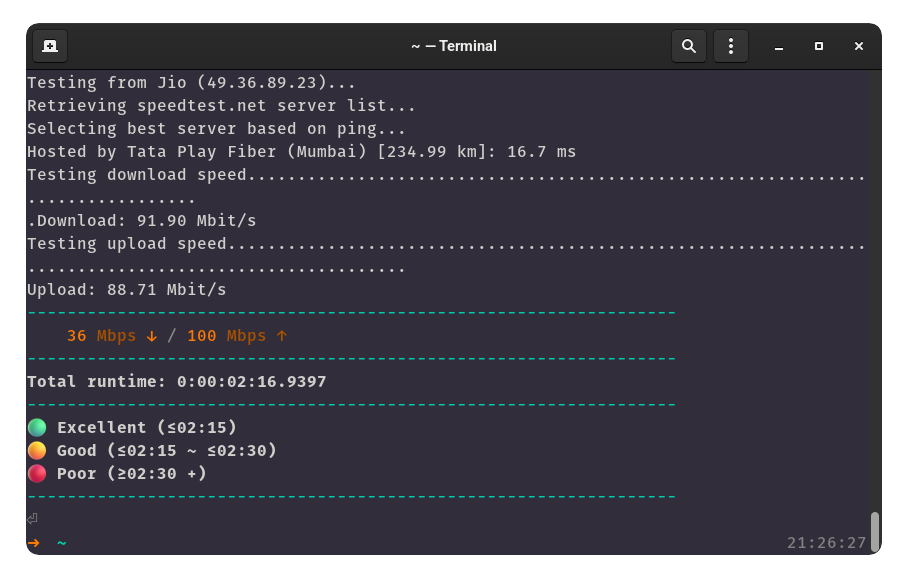 ~ — Terminal
Testing from Jio (49.36.89.23)...
Retrieving speedtest.net server list...
Selecting best server based on ping...
Hosted by Tata Play Fiber (Mumbai) [234.99 km]: 16.7 ms
Testing download speed..............................................................
.................
.Download: 91.90 Mbit/s
Testing upload speed................................................................
......................................
Upload: 88.71 Mbit/s
-----------------------------------------------------------------
36 Mbps ↓ / 100 Mbps ↑
-----------------------------------------------------------------
Total runtime: 0:00:02:16.9397
-----------------------------------------------------------------
🟢 Excellent (≤02:15)
🟡 Good (≤02:15 ~ ≤02:30)
🔴 Poor (≥02:30 +)
-----------------------------------------------------------------
⏎
➜ ~ 21:26:27